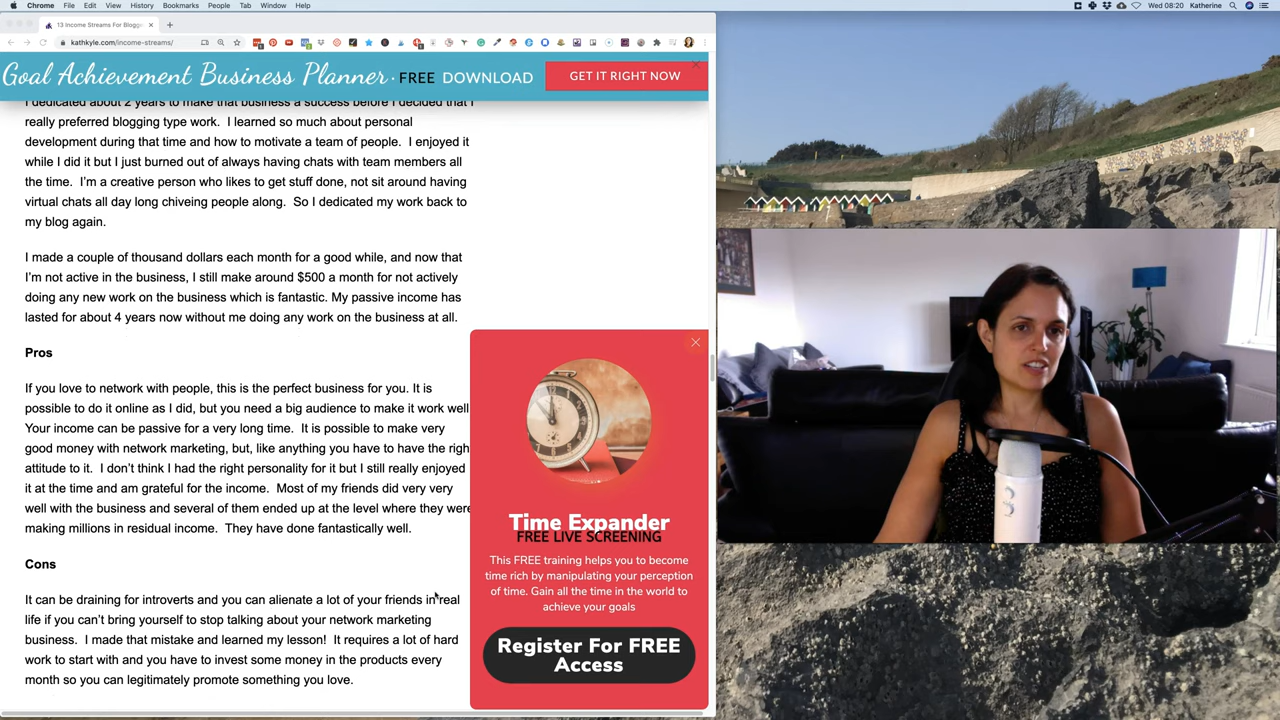 Chrome File Edit View History Bookmarks People Tab Window Help
Wed 08:20 Katherine
13 Income Streams For Blogge
kathkyle.com/income-streams/
Goal Achievement Business Planner · FREE DOWNLOAD
GET IT RIGHT NOW
I dedicated about 2 years to make that business a success before I decided that I
really preferred blogging type work. I learned so much about personal
development during that time and how to motivate a team of people. I enjoyed it
while I did it but I just burned out of always having chats with team members all
the time. I'm a creative person who likes to get stuff done, not sit around having
virtual chats all day long chiveing people along. So I dedicated my work back to
my blog again.
I made a couple of thousand dollars each month for a good while, and now that
I'm not active in the business, I still make around $500 a month for not actively
doing any new work on the business which is fantastic. My passive income has
lasted for about 4 years now without me doing any work on the business at all.
Pros
If you love to network with people, this is the perfect business for you. It is
possible to do it online as I did, but you need a big audience to make it work well
Your income can be passive for a very long time. It is possible to make very
good money with network marketing, but, like anything you have to have the righ
attitude to it. I don't think I had the right personality for it but I still really enjoyed
it at the time and am grateful for the income. Most of my friends did very very
well with the business and several of them ended up at the level where they were
making millions in residual income. They have done fantastically well.
Cons
It can be draining for introverts and you can alienate a lot of your friends in real
life if you can't bring yourself to stop talking about your network marketing
business. I made that mistake and learned my lesson! It requires a lot of hard
work to start with and you have to invest some money in the products every
month so you can legitimately promote something you love.
Time Expander
FREE LIVE SCREENING
This FREE training helps you to become
time rich by manipulating your perception
of time. Gain all the time in the world to
achieve your goals
Register For FREE
Access